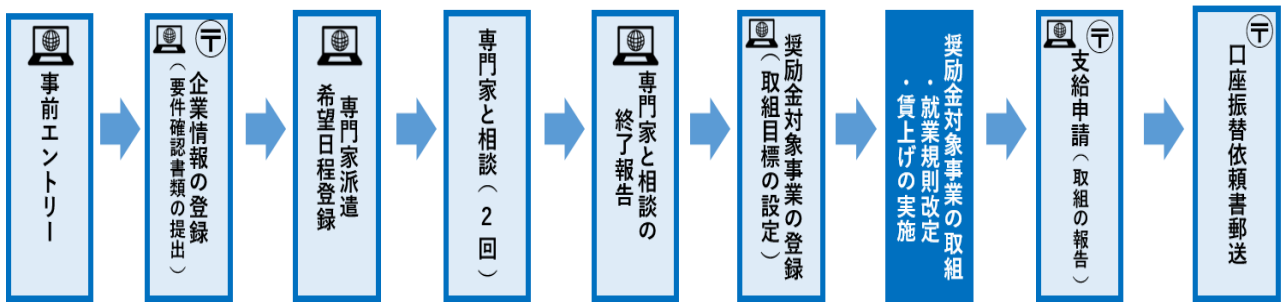 事前エントリー
〒
企業情報の登録
（要件確認書類の提出）
専門家派遣
希望日程登録
専門家と相談（２回）
専門家と相談の
終了報告
奨励金対象事業の登録
（取組目標の設定）
奨励金対象事業の取組
・就業規則改定
・賃上げの実施
〒
支給申請（取組の報告）
〒
口座振替依頼書郵送